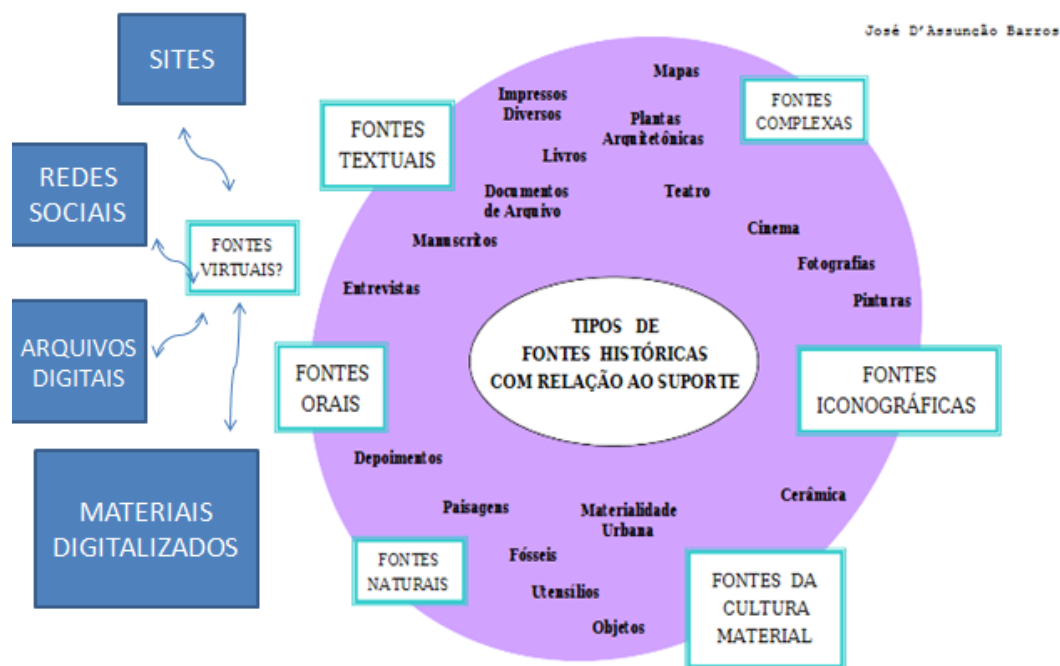 José D'Assunção Barros
SITES
REDES
SOCIAIS
ARQUIVOS
DIGITAIS
MATERIAIS
DIGITALIZADOS
FONTES
VIRTUAIS?
FONTES
TEXTUAIS
Impressos
Diversos
Mapas
FONTES
COMPLEXAS
Plantas
Arquitetônicas
Livros
Documentos
de Arquivo
Teatro
Manuscritos
Cinema
Entrevistas
Fotografias
Pinturas
TIPOS DE
FONTES HISTÓRICAS
COM RELAÇÃO AO SUPORTE
FONTES
ORAIS
FONTES
ICONOGRÁFICAS
Depoimentos
Paisagens
Materialidade
Urbana
Cerâmica
FONTES
NATURAIS
Fósseis
Utensílios
Objetos
FONTES DA
CULTURA
MATERIAL